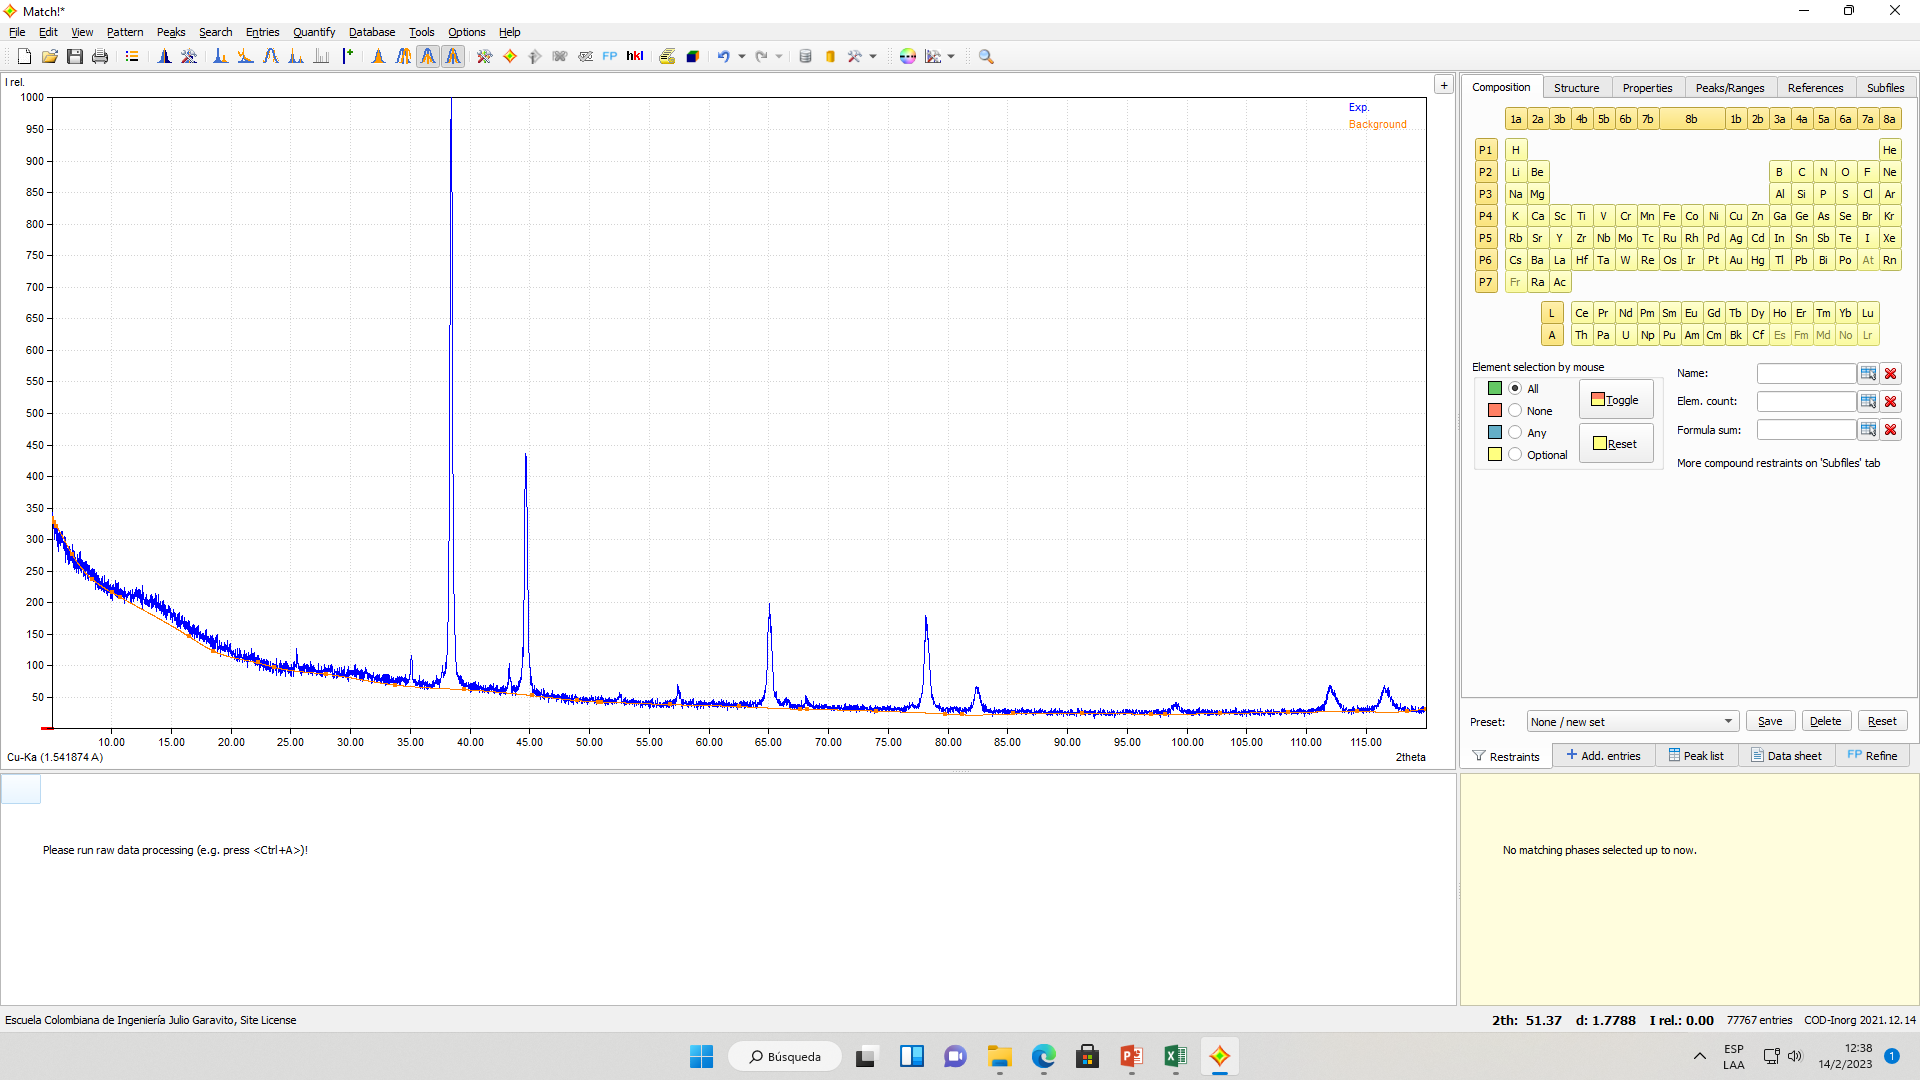 Match!*
File Edit View Pattern Peaks Search Entries Quantify Database Tools Options Help
FP hkl
I rel.
+
Exp.
Background
1000
950
900
850
800
750
700
650
600
550
500
450
400
350
300
250
200
150
100
50
10.00 15.00 20.00 25.00 30.00 35.00 40.00 45.00 50.00 55.00 60.00 65.00 70.00 75.00 80.00 85.00 90.00 95.00 100.00 105.00 110.00 115.00
Cu-Ka (1.541874 A) 2theta
Composition Structure Properties Peaks/Ranges References Subfiles
1a 2a 3b 4b 5b 6b 7b 8b 1b 2b 3a 4a 5a 6a 7a 8a
P1 H He
P2 Li Be B C N O F Ne
P3 Na Mg Al Si P S Cl Ar
P4 K Ca Sc Ti V Cr Mn Fe Co Ni Cu Zn Ga Ge As Se Br Kr
P5 Rb Sr Y Zr Nb Mo Tc Ru Rh Pd Ag Cd In Sn Sb Te I Xe
P6 Cs Ba La Hf Ta W Re Os Ir Pt Au Hg Tl Pb Bi Po At Rn
P7 Fr Ra Ac
L Ce Pr Nd Pm Sm Eu Gd Tb Dy Ho Er Tm Yb Lu
A Th Pa U Np Pu Am Cm Bk Cf Es Fm Md No Lr
Element selection by mouse
All
None
Any
Optional
Toggle
Reset
Name:
Elem. count:
Formula sum:
More compound restraints on 'Subfiles' tab
Preset: None / new set Save Delete Reset
Restraints Add. entries Peak list Data sheet FP Refine
Please run raw data processing (e.g. press <Ctrl+A>)!
No matching phases selected up to now.
Escuela Colombiana de Ingeniería Julio Garavito, Site License
2th: 51.37 d: 1.7788 I rel.: 0.00 77767 entries COD-Inorg 2021.12.14
Búsqueda
ESP
LAA
12:38
14/2/2023
1